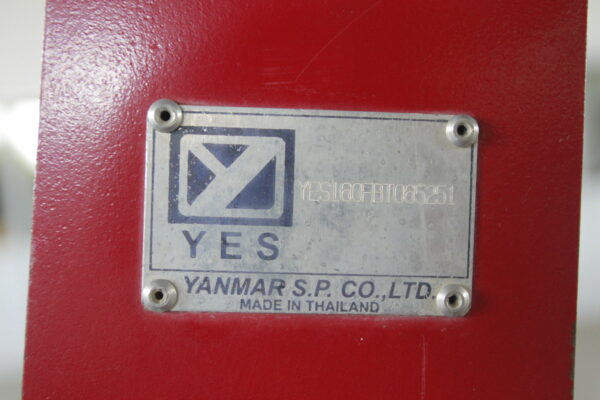 YES160FBT085251
YES
YANMAR S.P. CO.,LTD.
MADE IN THAILAND